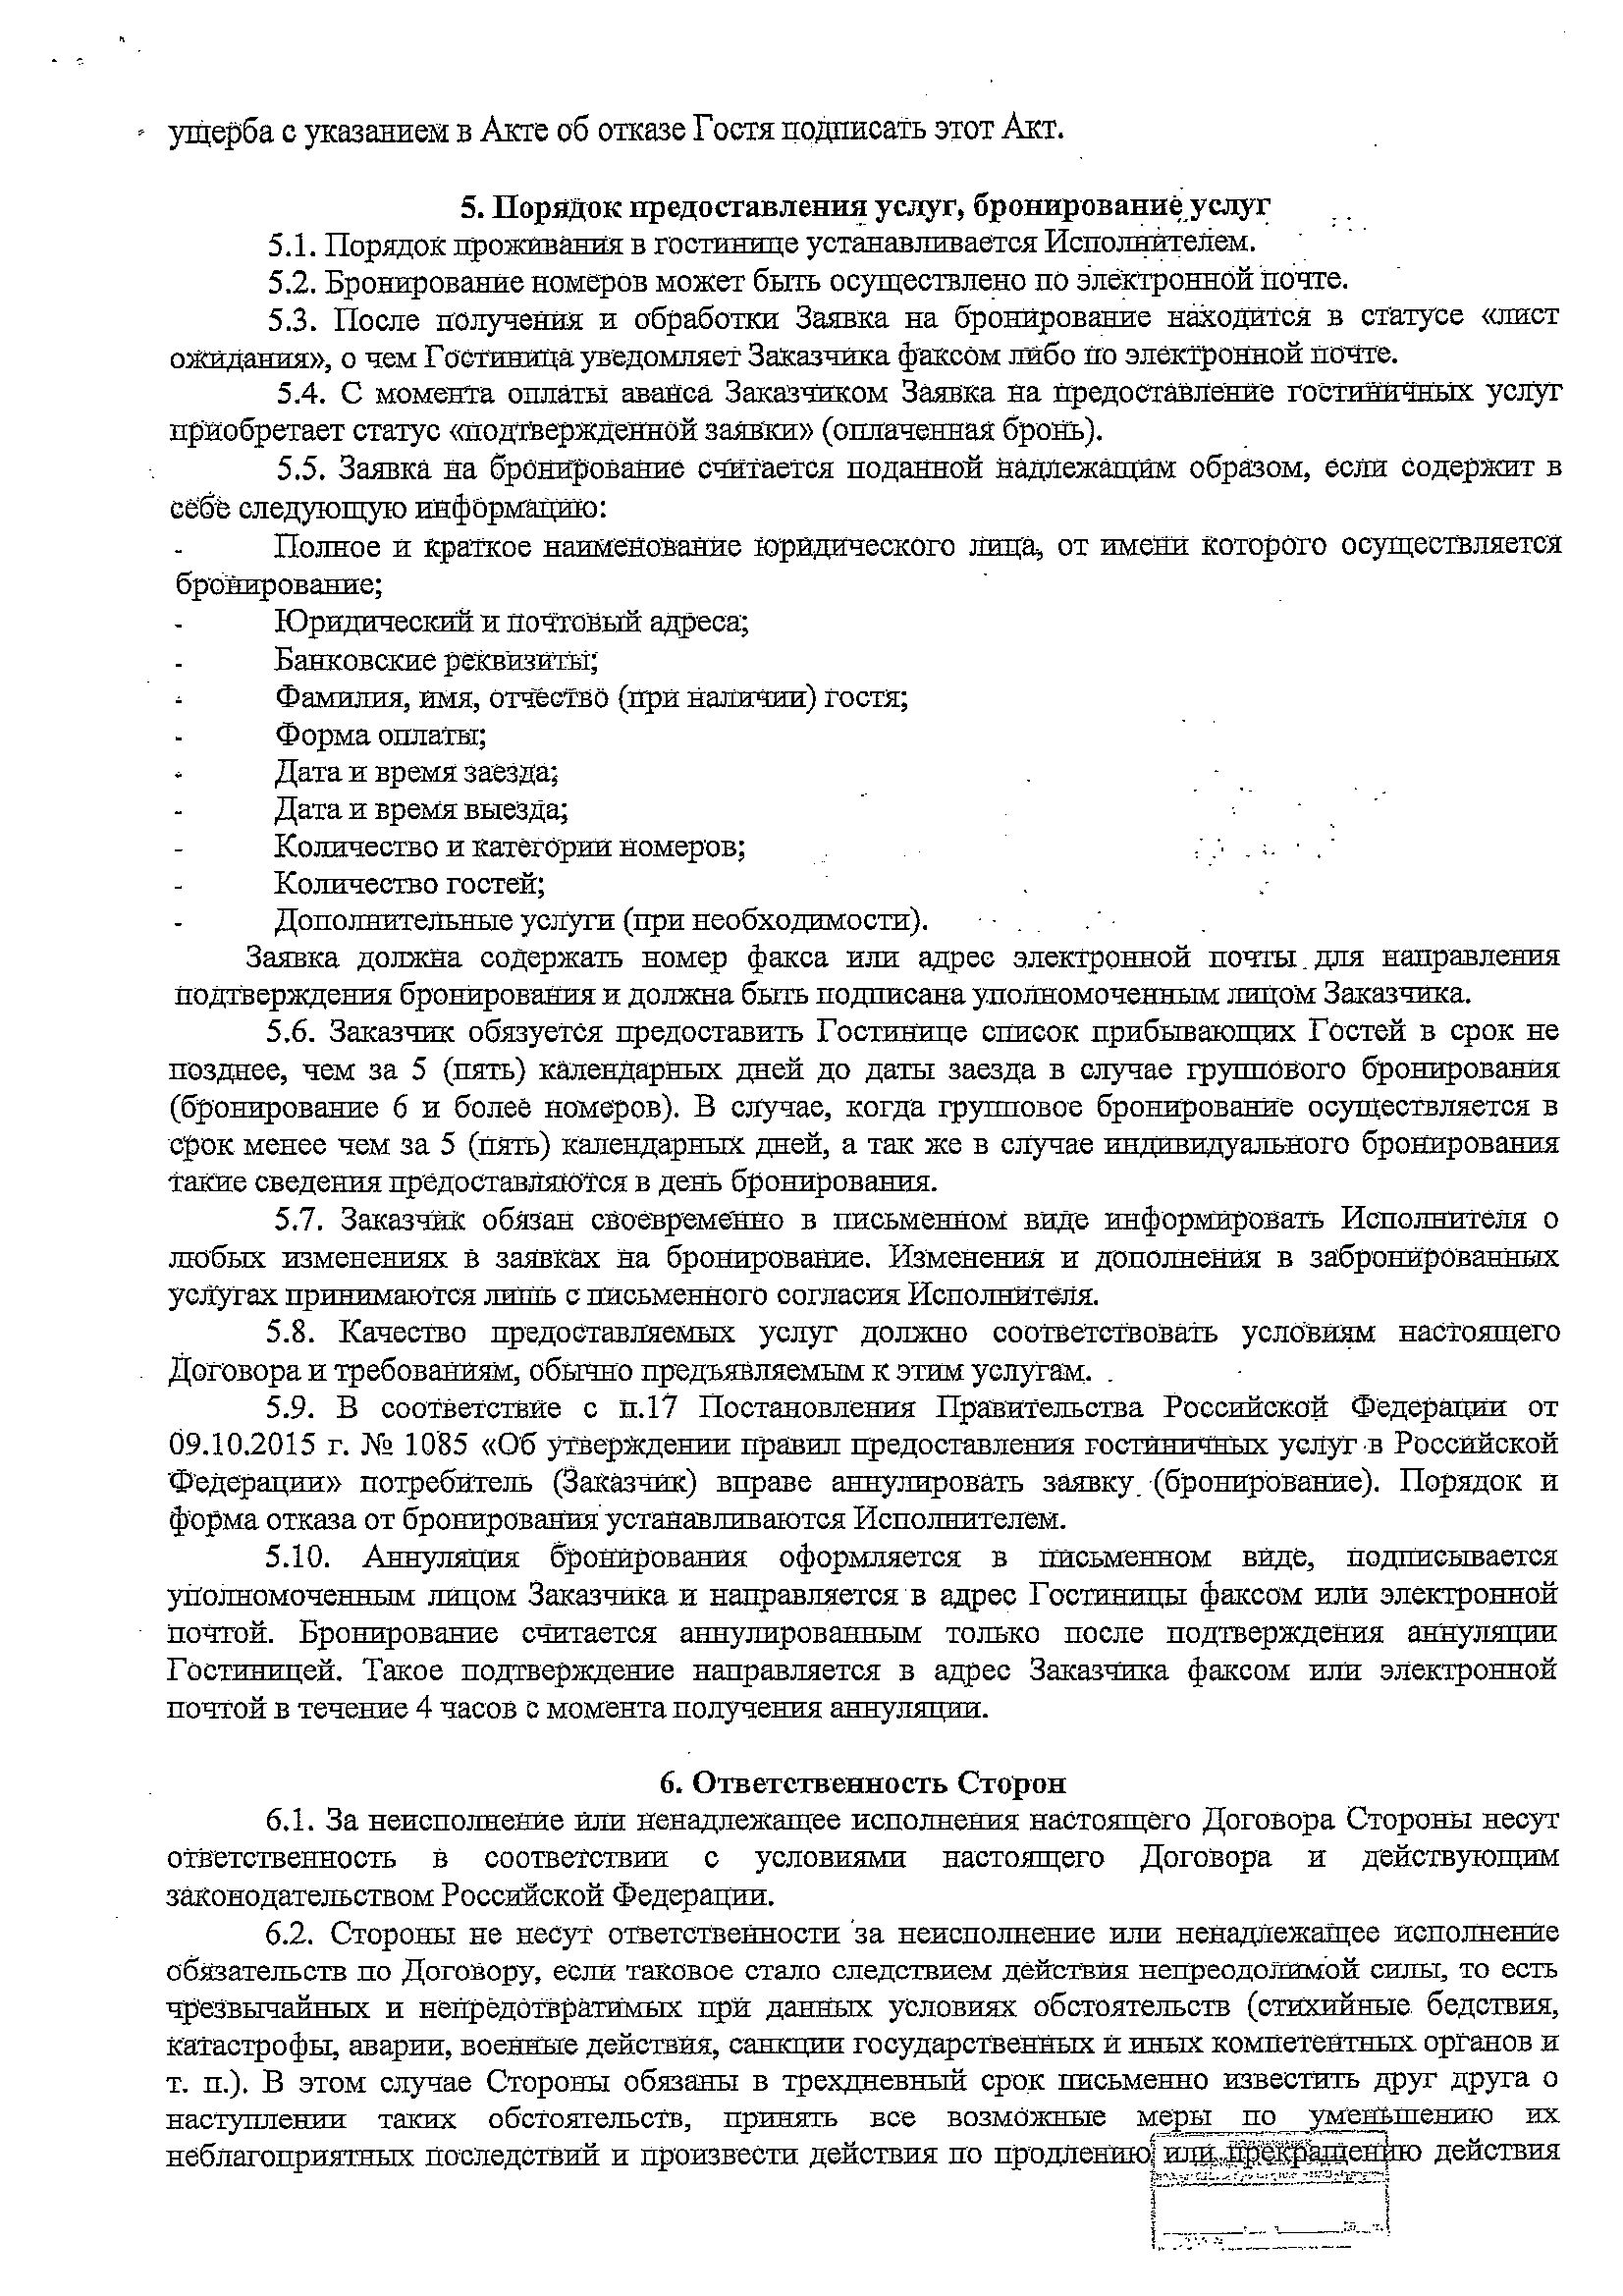 ущерба с указанием в Акте об отказе Гостя подписать этот Акт.
5. Порядок предоставления услуг, бронирование услуг
5.1. Порядок проживания в гостинице устанавливается Исполнителем.
5.2. Бронирование номеров может быть осуществлено по электронной почте.
5.3. После получения и обработки Заявка на бронирование находится в статусе «лист
ожидания», о чем Гостиница уведомляет Заказчика факсом либо по электронной почте.
5.4. С момента оплаты аванса Заказчиком Заявка на предоставление гостиничных услуг
приобретает статус «подтвержденной заявки» (оплаченная бронь).
5.5. Заявка на бронирование считается поданной надлежащим образом, если содержит в
себе следующую информацию:
- Полное и краткое наименование юридического лица, от имени которого осуществляется
бронирование;
- Юридический и почтовый адреса;
- Банковские реквизиты;
- Фамилия, имя, отчество (при наличии) гостя;
- Форма оплаты;
- Дата и время заезда;
- Дата и время выезда;
- Количество и категории номеров;
- Количество гостей;
- Дополнительные услуги (при необходимости).
Заявка должна содержать номер факса или адрес электронной почты для направления
подтверждения бронирования и должна быть подписана уполномоченным лицом Заказчика.
5.6. Заказчик обязуется предоставить Гостинице список прибывающих Гостей в срок не
позднее, чем за 5 (пять) календарных дней до даты заезда в случае группового бронирования
(бронирование 6 и более номеров). В случае, когда групповое бронирование осуществляется в
срок менее чем за 5 (пять) календарных дней, а так же в случае индивидуального бронирования
такие сведения предоставляются в день бронирования.
5.7. Заказчик обязан своевременно в письменном виде информировать Исполнителя о
любых изменениях в заявках на бронирование. Изменения и дополнения в забронированных
услугах принимаются лишь с письменного согласия Исполнителя.
5.8. Качество предоставляемых услуг должно соответствовать условиям настоящего
Договора и требованиям, обычно предъявляемым к этим услугам.
5.9. В соответствие с п.17 Постановления Правительства Российской Федерации от
09.10.2015 г. № 1085 «Об утверждении правил предоставления гостиничных услуг в Российской
Федерации» потребитель (Заказчик) вправе аннулировать заявку (бронирование). Порядок и
форма отказа от бронирования устанавливаются Исполнителем.
5.10. Аннуляция бронирования оформляется в письменном виде, подписывается
уполномоченным лицом Заказчика и направляется в адрес Гостиницы факсом или электронной
почтой. Бронирование считается аннулированным только после подтверждения аннуляции
Гостиницей. Такое подтверждение направляется в адрес Заказчика факсом или электронной
почтой в течение 4 часов с момента получения аннуляции.
6. Ответственность Сторон
6.1. За неисполнение или ненадлежащее исполнения настоящего Договора Стороны несут
ответственность в соответствии с условиями настоящего Договора и действующим
законодательством Российской Федерации.
6.2. Стороны не несут ответственности за неисполнение или ненадлежащее исполнение
обязательств по Договору, если таковое стало следствием действия непреодолимой силы, то есть
чрезвычайных и непредотвратимых при данных условиях обстоятельств (стихийные бедствия,
катастрофы, аварии, военные действия, санкции государственных и иных компетентных органов и
т. п.). В этом случае Стороны обязаны в трехдневный срок письменно известить друг друга о
наступлении таких обстоятельств, принять все возможные меры по уменьшению их
неблагоприятных последствий и произвести действия по продлению или прекращению действия